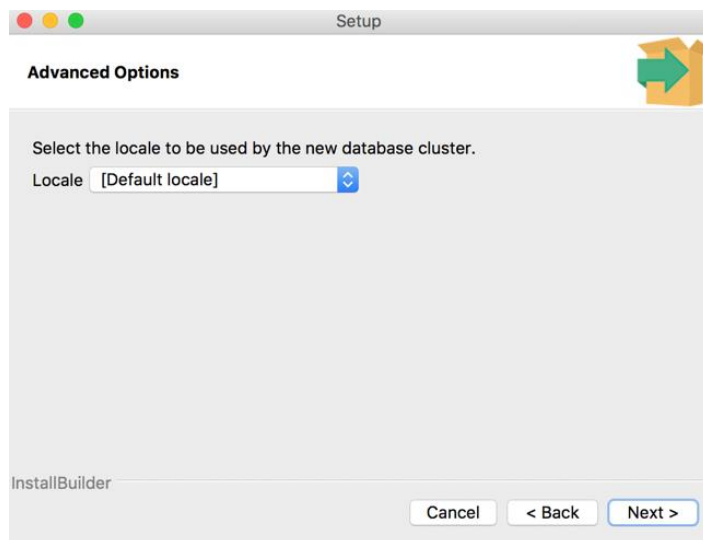 Setup
Advanced Options
Select the locale to be used by the new database cluster.
Locale [Default locale]
InstallBuilder
Cancel < Back Next >